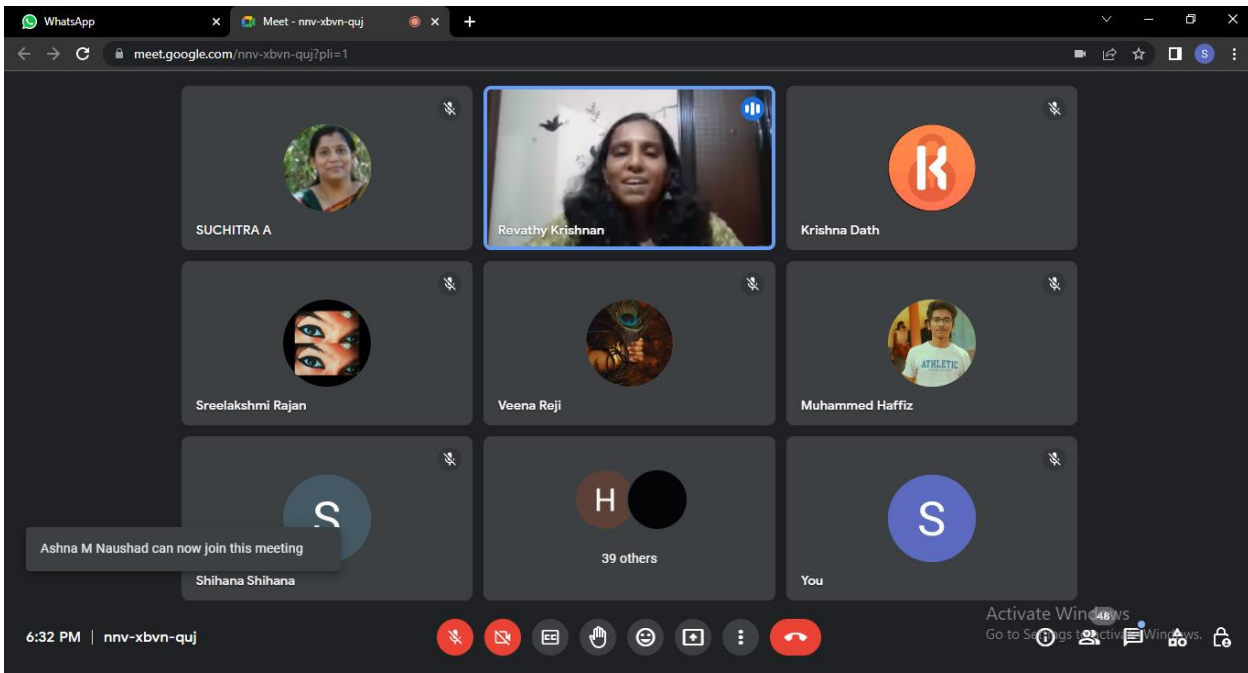 WhatsApp
Meet - nnv-xbvn-quj
meet.google.com/nnv-xbvn-quj?pli=1
S
SUCHITRA A
Revathy Krishnan
K
Krishna Dath
Sreelakshmi Rajan
Veena Reji
ATHLETIC
Muhammed Haffiz
S
Shihana Shihana
H
39 others
S
You
Ashna M Naushad can now join this meeting
6:32 PM | nnv-xbvn-quj
CC
Activate Windows
48
Go to Settings to activate Windows.